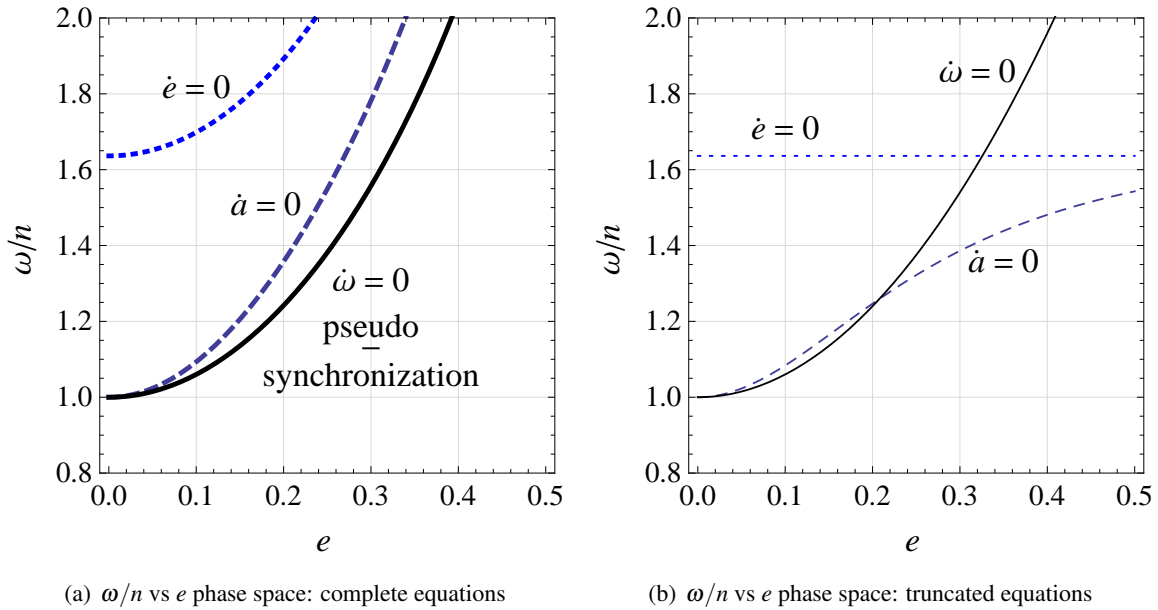 2.0
1.8
1.6
1.4
1.2
1.0
0.8
ω/n
ė = 0
ȧ = 0
ω̇ = 0
pseudo
–
synchronization
0.0 0.1 0.2 0.3 0.4 0.5
e
(a) ω/n vs e phase space: complete equations
2.0
1.8
1.6
1.4
1.2
1.0
0.8
ω/n
ω̇ = 0
ė = 0
ȧ = 0
0.0 0.1 0.2 0.3 0.4 0.5
e
(b) ω/n vs e phase space: truncated equations